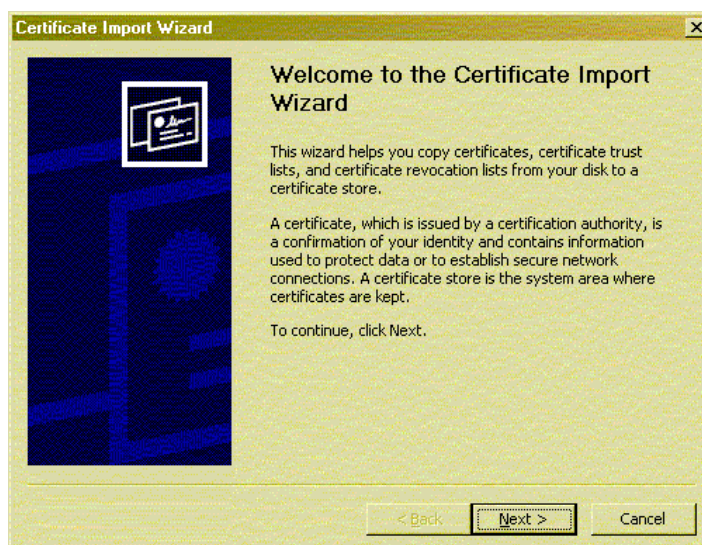 Certificate Import Wizard
Welcome to the Certificate Import
Wizard
This wizard helps you copy certificates, certificate trust
lists, and certificate revocation lists from your disk to a
certificate store.
A certificate, which is issued by a certification authority, is
a confirmation of your identity and contains information
used to protect data or to establish secure network
connections. A certificate store is the system area where
certificates are kept.
To continue, click Next.
< Back
Next >
Cancel